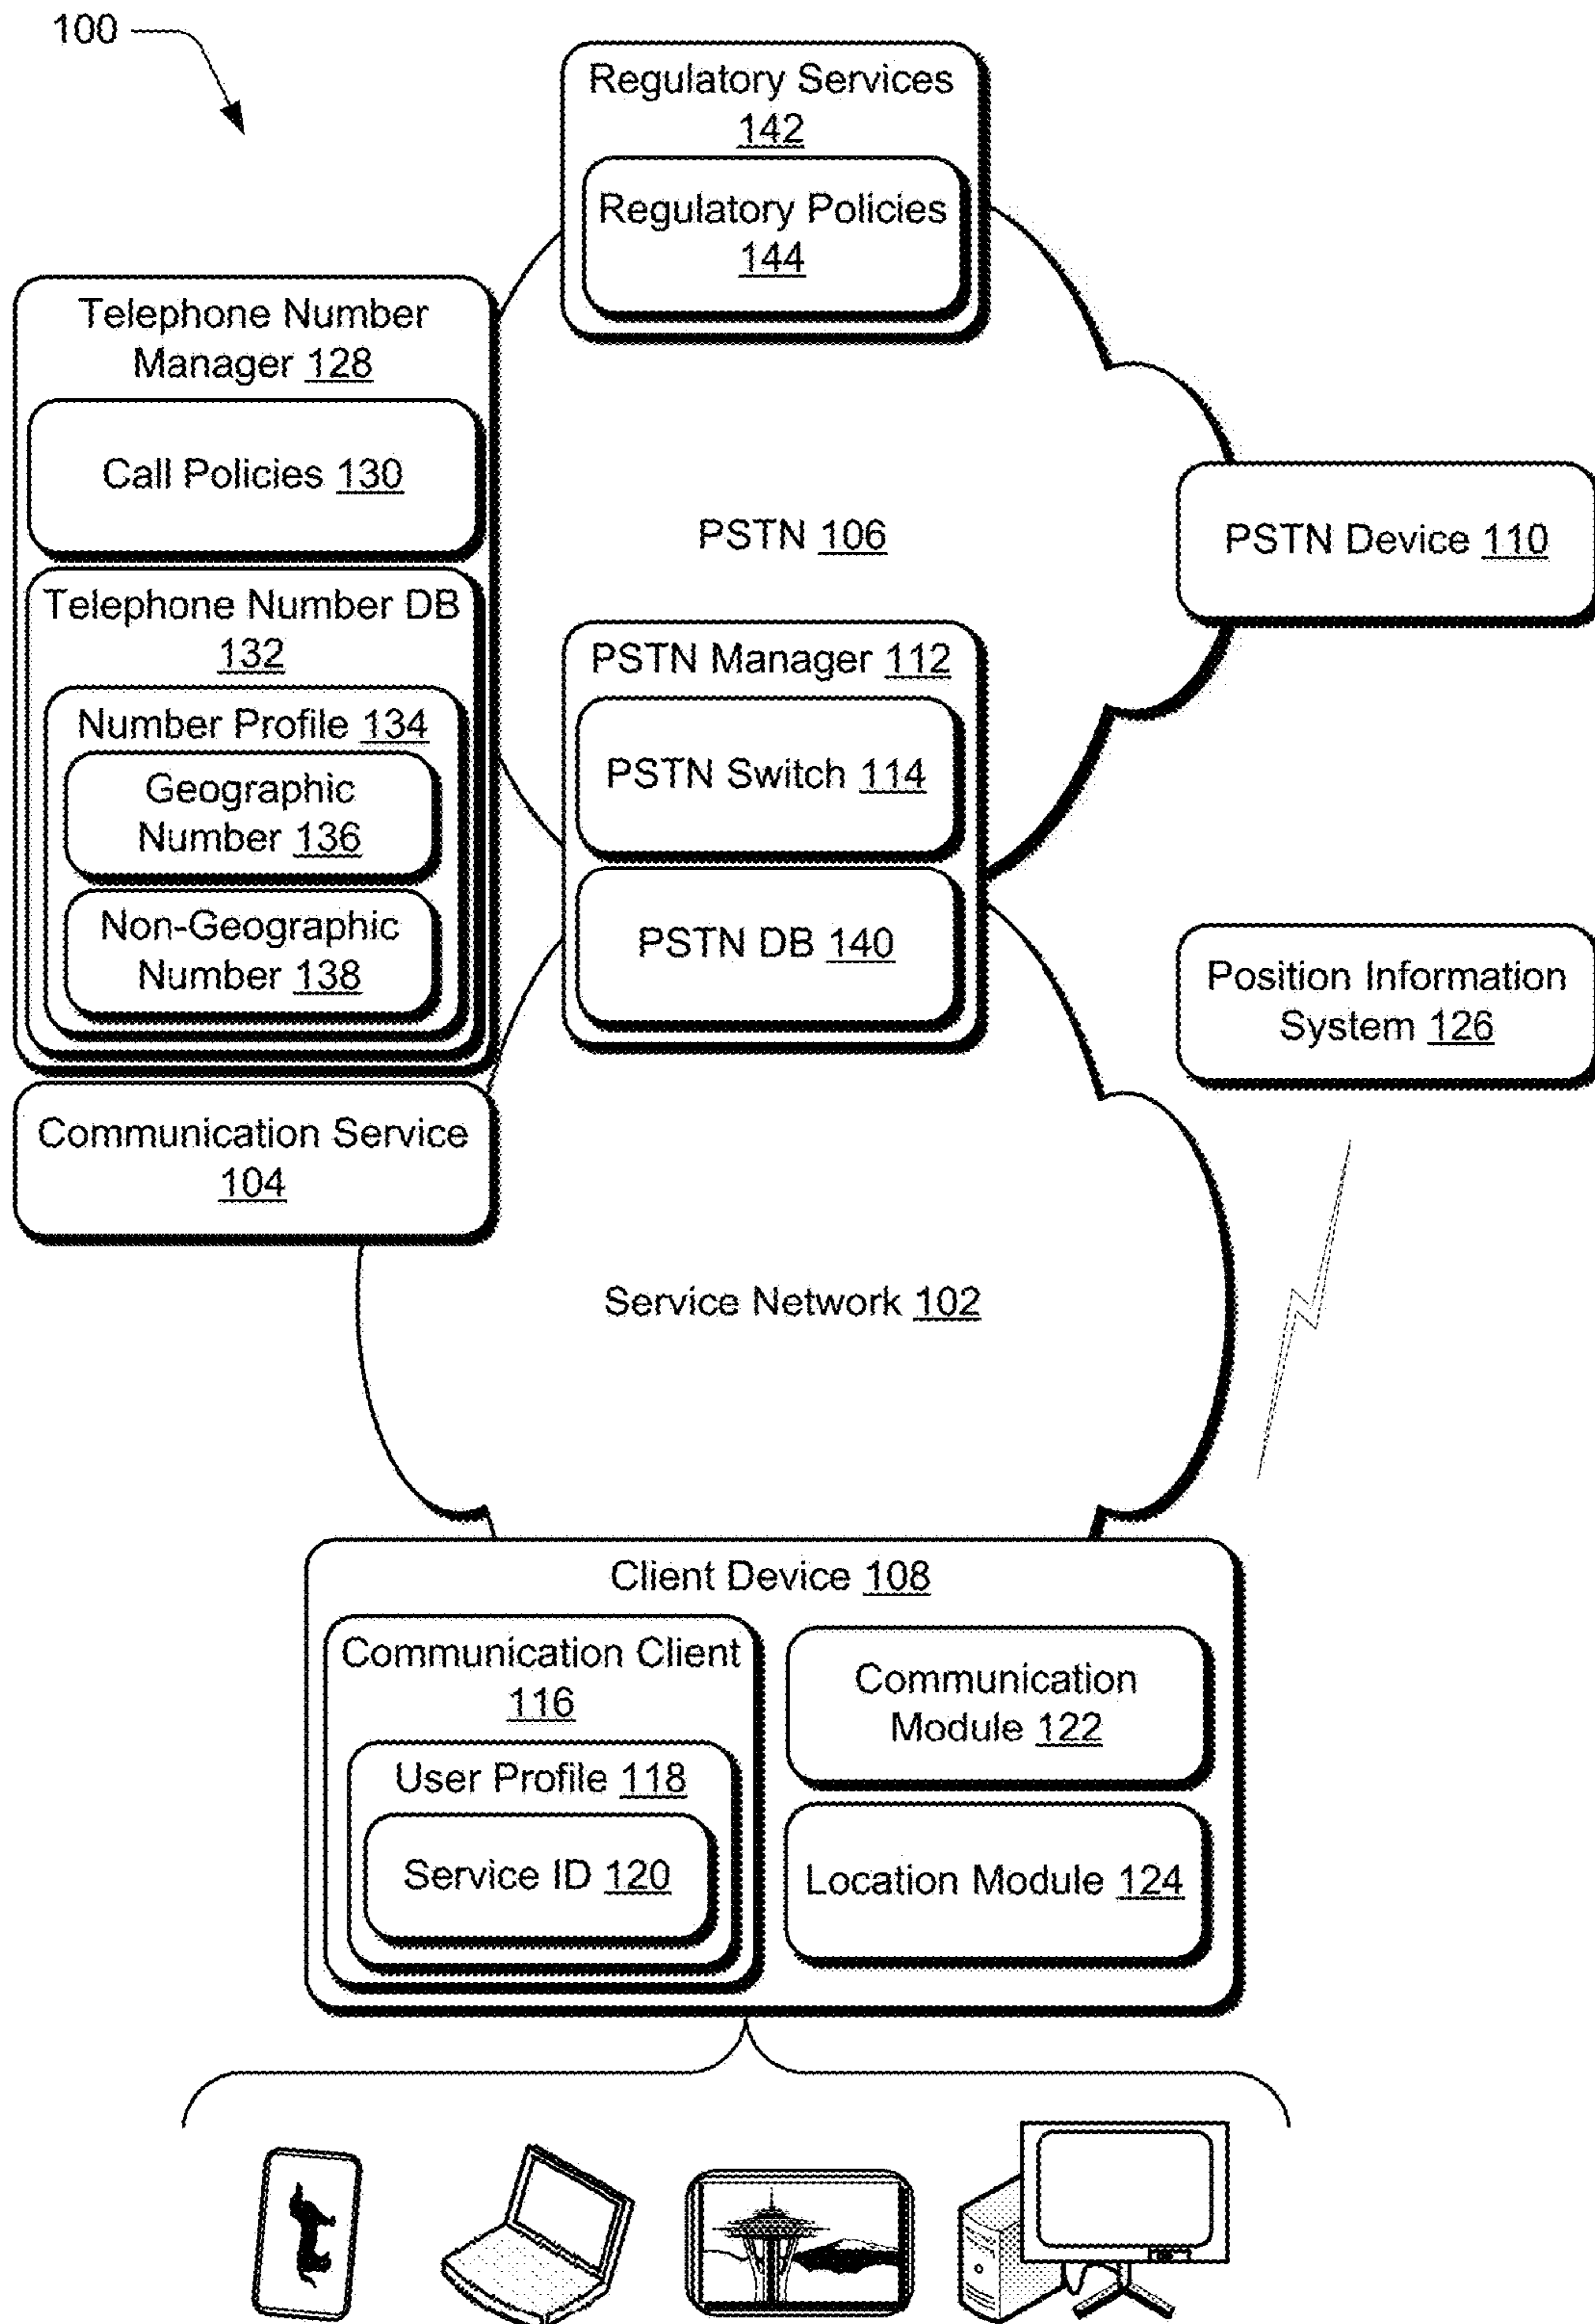 100
Regulatory Services
142
Regulatory Policies
144
Telephone Number
Manager 128
Call Policies 130
Telephone Number DB
132
Number Profile 134
Geographic
Number 136
Non-Geographic
Number 138
Communication Service
104
PSTN 106
PSTN Device 110
PSTN Manager 112
PSTN Switch 114
PSTN DB 140
Position Information
System 126
Service Network 102
Client Device 108
Communication Client
116
User Profile 118
Service ID 120
Communication
Module 122
Location Module 124